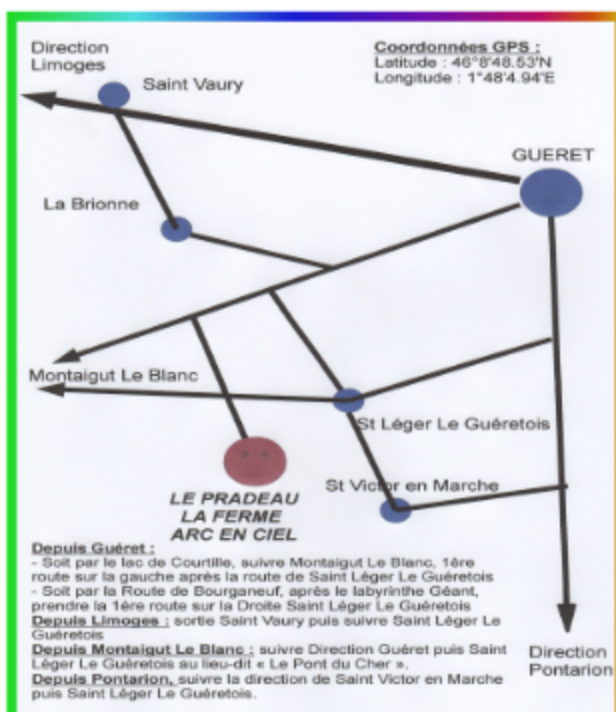 Direction
Limoges
Coordonnées GPS :
Latitude : 46°8'48.53'N
Longitude : 1°48'4.94'E
Saint Vaury
GUERET
La Brionne
Montaigut Le Blanc
St Léger Le Guéretois
St Victor en Marche
LE PRADEAU
LA FERME
ARC EN CIEL
Depuis Guéret :
- Soit par le lac de Courtille, suivre Montaigut Le Blanc, 1ère
route sur la gauche après la route de Saint Léger Le Guéretois
- Soit par la Route de Bourganeuf, après le labyrinthe Géant,
prendre la 1ère route sur la Droite Saint Léger Le Guéretois
Depuis Limoges : sortie Saint Vaury puis suivre Saint Léger Le
Guéretois
Depuis Montaigut Le Blanc : suivre Direction Guéret puis Saint
Léger Le Guéretois au lieu-dit « Le Pont du Cher ».
Depuis Pontarion, suivre la direction de Saint Victor en Marche
puis Saint Léger Le Guéretois.
Direction
Pontarion